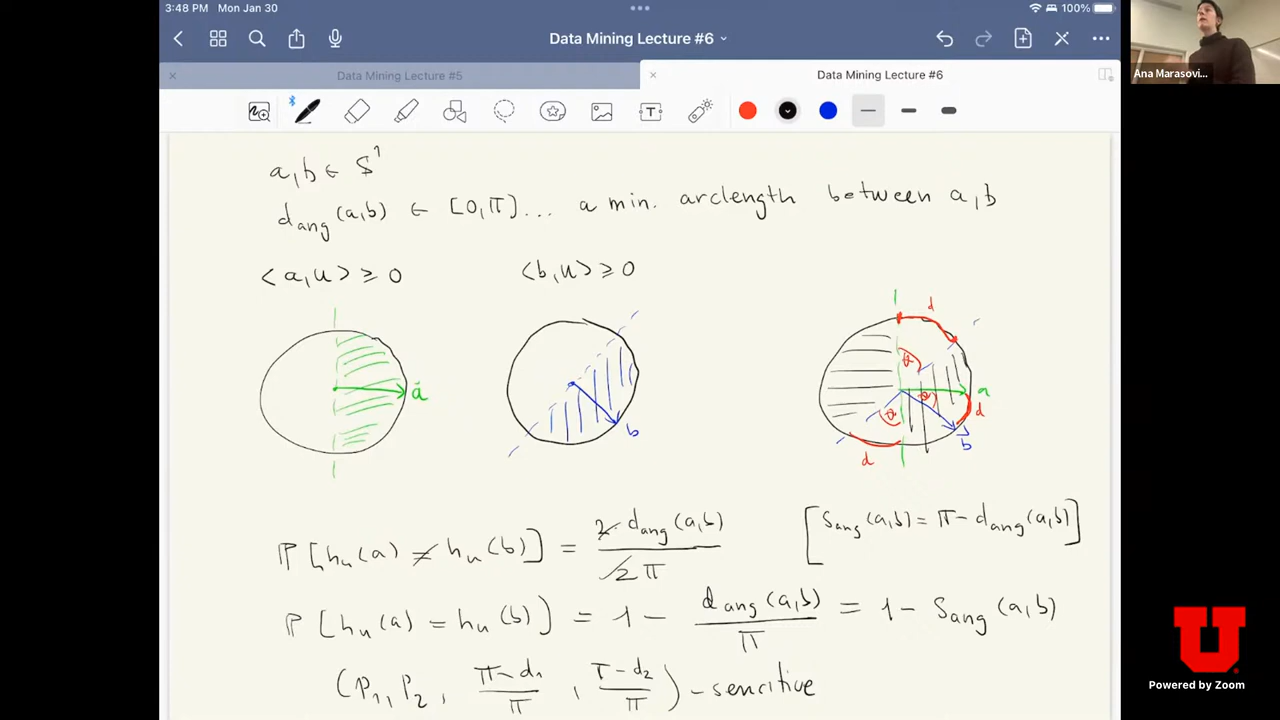 3:48 PM Mon Jan 30
100%
Data Mining Lecture #6
Data Mining Lecture #5
Data Mining Lecture #6
Ana Marasovi...
a,b ∈ S¹
d_ang (a,b) ∈ [0,π]... a min. arclength between a,b
<a,u> ≥ 0
<b,u> ≥ 0
a
b
d
θ
a
θ
d
θ
b
d
P[h_u(a) ≠ h_u(b)] = 2·d_ang(a,b) / 2π
[S_ang(a,b) = π - d_ang(a,b)]
P[h_u(a) = h_u(b)] = 1 - d_ang(a,b) / π = 1 - S_ang(a,b)
(P₁, P₂, π-d₁ / π, π-d₂ / π) - sencitive
U
Powered by Zoom